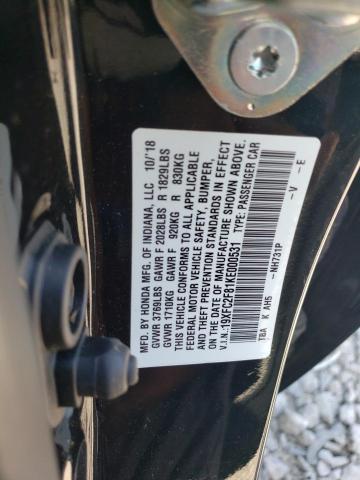 MFG. BY HONDA MFG. OF INDIANA, LLC 10/'18
GVWR 3799LBS GAWR F 2028LBS R 1829LBS
GVWR 1710KG GAWR F 920KG R 830KG
THIS VEHICLE CONFORMS TO ALL APPLICABLE
FEDERAL MOTOR VEHICLE SAFETY, BUMPER,
AND THEFT PREVENTION STANDARDS IN EFFECT
ON THE DATE OF MANUFACTURE SHOWN ABOVE.
V.I.N.:19XFC2F81KE000531 TYPE: PASSENGER CAR
-NH731P -V -E
TBA K AH5